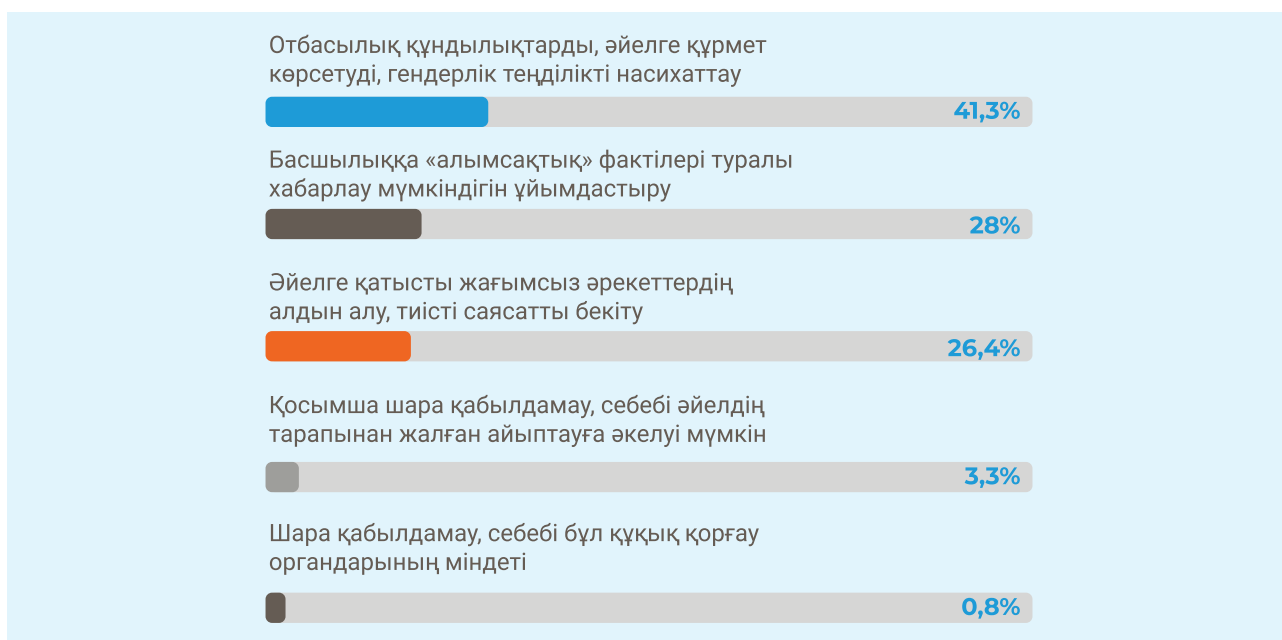 Отбасылық құндылықтарды, әйелге құрмет
көрсетуді, гендерлік теңділікті насихаттау
41,3%
Басшылыққа «алымсақтық» фактілері туралы
хабарлау мүмкіндігін ұйымдастыру
28%
Әйелге қатысты жағымсыз әрекеттердің
алдын алу, тиісті саясатты бекіту
26,4%
Қосымша шара қабылдамау, себебі әйелдің
тарапынан жалған айыптауға әкелуі мүмкін
3,3%
Шара қабылдамау, себебі бұл құқық қорғау
органдарының міндеті
0,8%